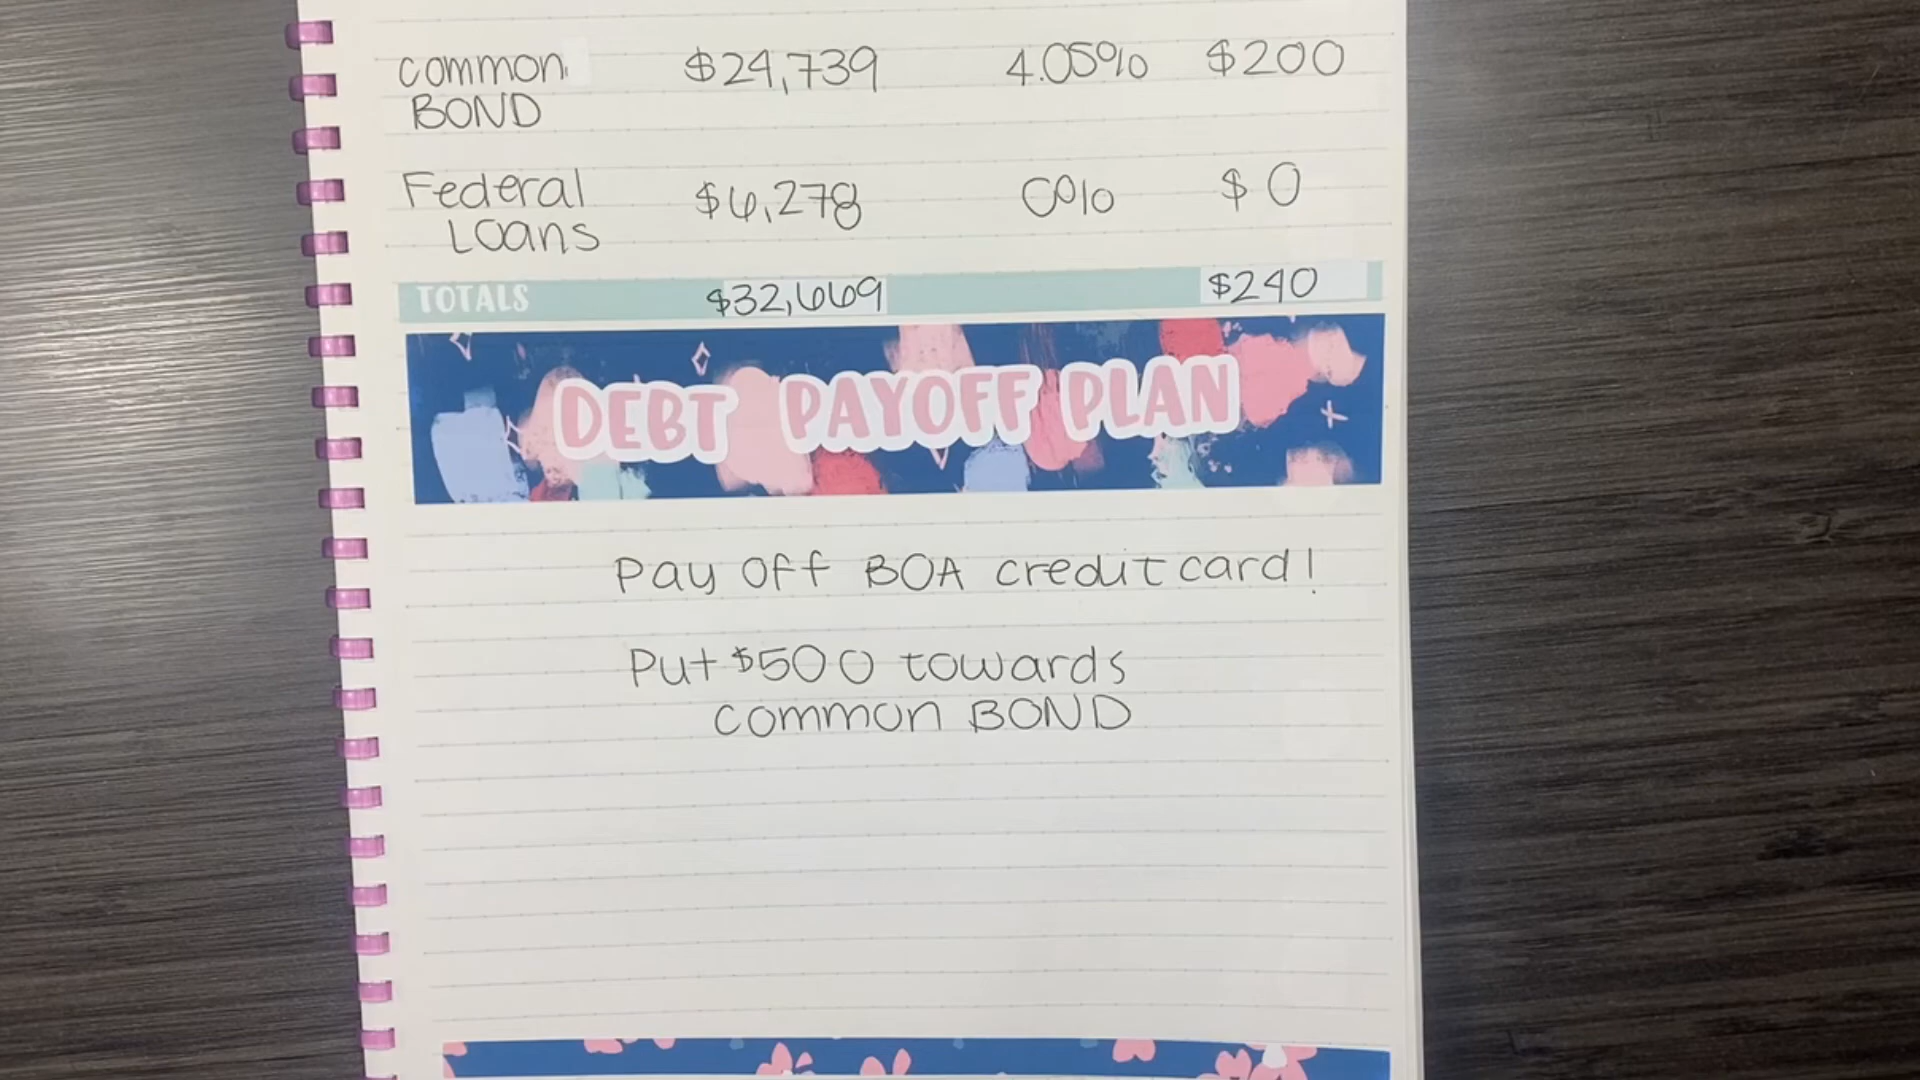 common $24,739 4.05% $200
BOND
Federal $6,278 0% $0
Loans
TOTALS $32,669 $240
DEBT PAYOFF PLAN
Pay off BOA credit card!
Put $500 towards
common BOND